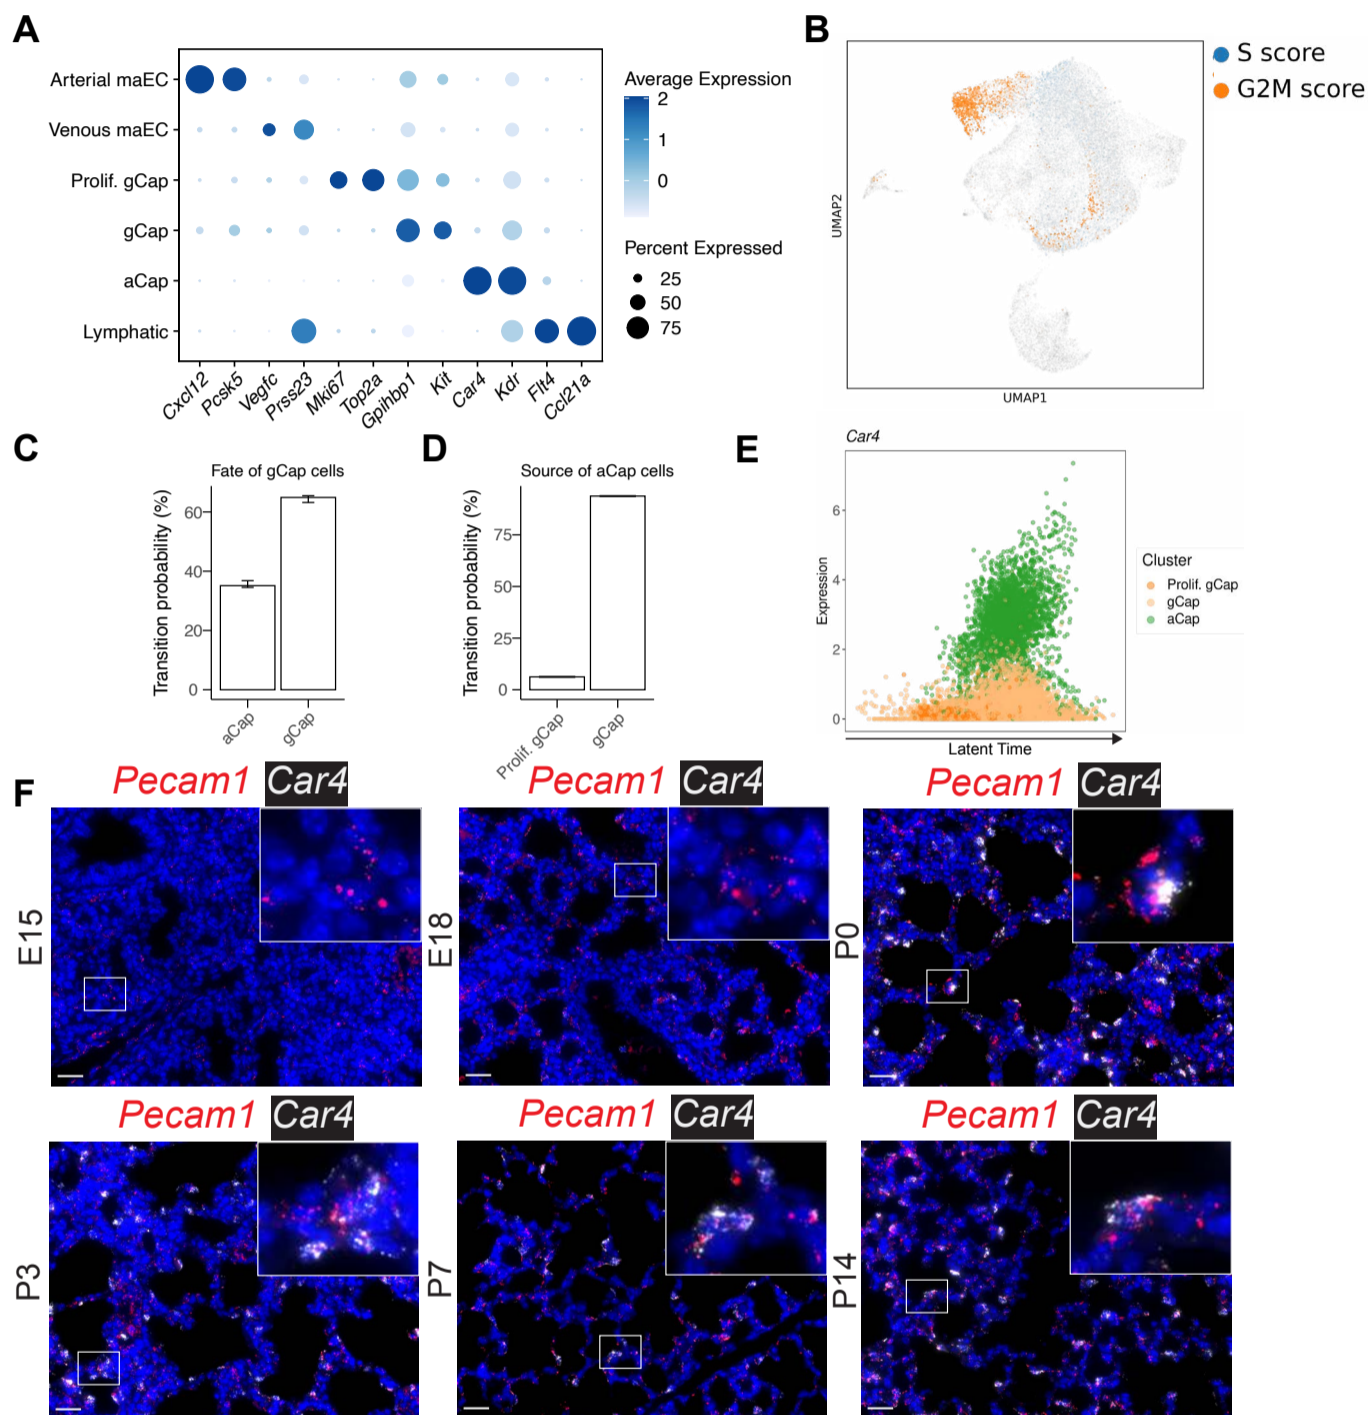 A
Arterial maEC
Venous maEC
Prolif. gCap
gCap
aCap
Lymphatic
Cxcl12
Pcsk5
Vegfc
Prss23
Mki67
Top2a
Gpihbp1
Kit
Car4
Kdr
Flt4
Ccl21a
Average Expression
2
1
0
Percent Expressed
25
50
75
B
S score
G2M score
UMAP2
UMAP1
C
Fate of gCap cells
Transition probability (%)
60
40
20
0
aCap
gCap
D
Source of aCap cells
Transition probability (%)
75
50
25
0
Prolif. gCap
gCap
E
Car4
Expression
6
4
2
0
Latent Time
Cluster
Prolif. gCap
gCap
aCap
F
Pecam1 Car4
Pecam1 Car4
Pecam1 Car4
E15
E18
P0
Pecam1 Car4
Pecam1 Car4
Pecam1 Car4
P3
P7
P14